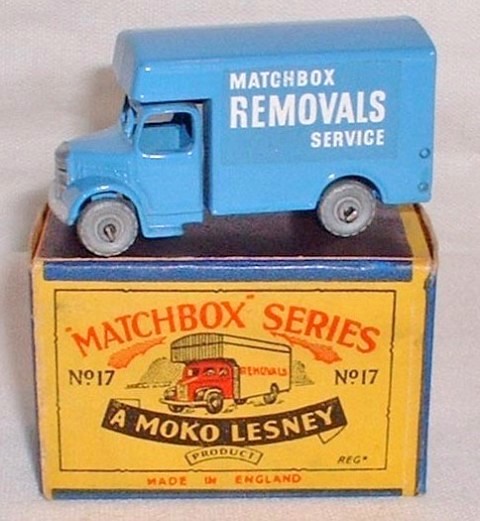 MATCHBOX
REMOVALS
SERVICE
"MATCHBOX" SERIES
No17
REMOVALS
No17
A MOKO LESNEY
PRODUCT
REGD
MADE IN ENGLAND